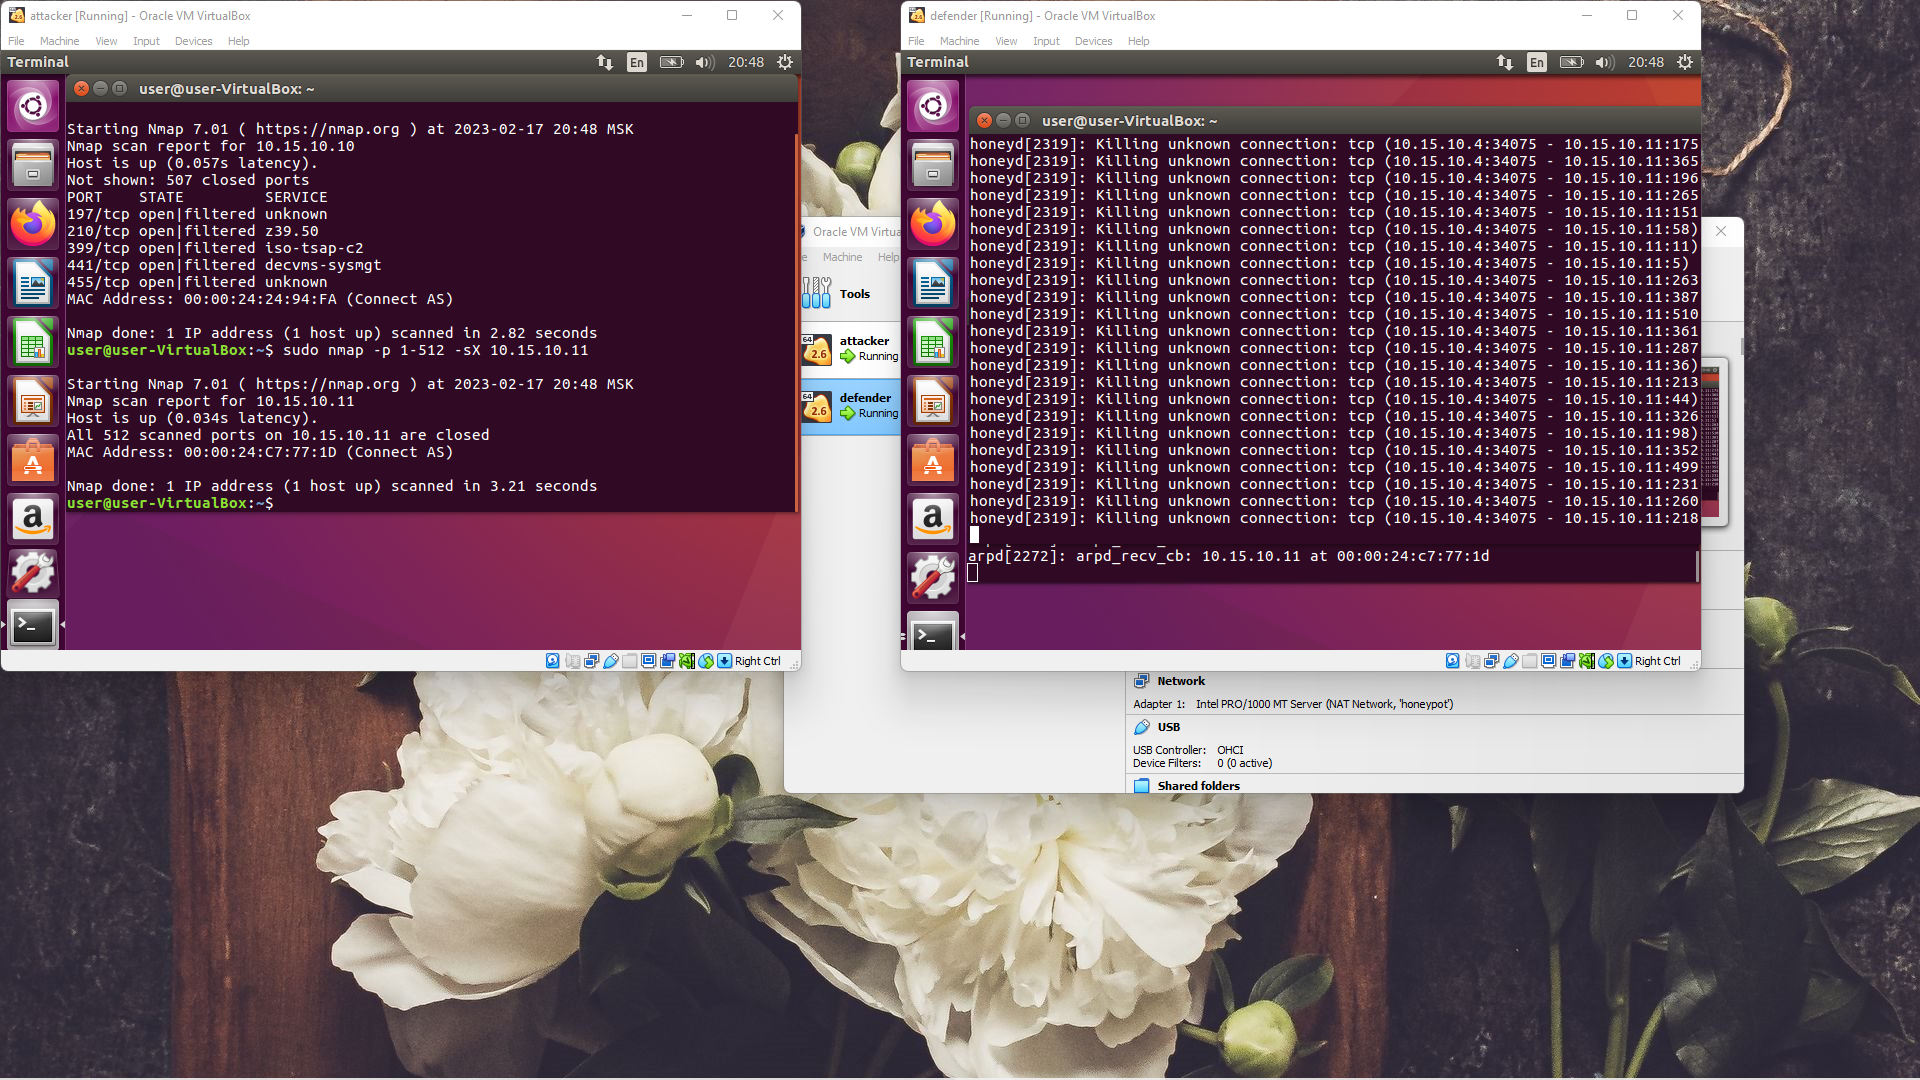 attacker [Running] - Oracle VM VirtualBox
File Machine View Input Devices Help
Terminal
En
20:48
user@user-VirtualBox: ~
Starting Nmap 7.01 ( https://nmap.org ) at 2023-02-17 20:48 MSK
Nmap scan report for 10.15.10.10
Host is up (0.057s latency).
Not shown: 507 closed ports
PORT    STATE         SERVICE
197/tcp open|filtered unknown
210/tcp open|filtered z39.50
399/tcp open|filtered iso-tsap-c2
441/tcp open|filtered decvms-sysmgt
455/tcp open|filtered unknown
MAC Address: 00:00:24:24:94:FA (Connect AS)
Nmap done: 1 IP address (1 host up) scanned in 2.82 seconds
user@user-VirtualBox:~$ sudo nmap -p 1-512 -sX 10.15.10.11
Starting Nmap 7.01 ( https://nmap.org ) at 2023-02-17 20:48 MSK
Nmap scan report for 10.15.10.11
Host is up (0.034s latency).
All 512 scanned ports on 10.15.10.11 are closed
MAC Address: 00:00:24:C7:77:1D (Connect AS)
Nmap done: 1 IP address (1 host up) scanned in 3.21 seconds
user@user-VirtualBox:~$
Right Ctrl
Oracle VM Virtua
e Machine Help
Tools
64
2.6
attacker
Running
64
2.6
defender
Running
defender [Running] - Oracle VM VirtualBox
File Machine View Input Devices Help
Terminal
En
20:48
user@user-VirtualBox: ~
honeyd[2319]: Killing unknown connection: tcp (10.15.10.4:34075 - 10.15.10.11:175
honeyd[2319]: Killing unknown connection: tcp (10.15.10.4:34075 - 10.15.10.11:365
honeyd[2319]: Killing unknown connection: tcp (10.15.10.4:34075 - 10.15.10.11:196
honeyd[2319]: Killing unknown connection: tcp (10.15.10.4:34075 - 10.15.10.11:265
honeyd[2319]: Killing unknown connection: tcp (10.15.10.4:34075 - 10.15.10.11:151
honeyd[2319]: Killing unknown connection: tcp (10.15.10.4:34075 - 10.15.10.11:58)
honeyd[2319]: Killing unknown connection: tcp (10.15.10.4:34075 - 10.15.10.11:11)
honeyd[2319]: Killing unknown connection: tcp (10.15.10.4:34075 - 10.15.10.11:5)
honeyd[2319]: Killing unknown connection: tcp (10.15.10.4:34075 - 10.15.10.11:263
honeyd[2319]: Killing unknown connection: tcp (10.15.10.4:34075 - 10.15.10.11:387
honeyd[2319]: Killing unknown connection: tcp (10.15.10.4:34075 - 10.15.10.11:510
honeyd[2319]: Killing unknown connection: tcp (10.15.10.4:34075 - 10.15.10.11:361
honeyd[2319]: Killing unknown connection: tcp (10.15.10.4:34075 - 10.15.10.11:287
honeyd[2319]: Killing unknown connection: tcp (10.15.10.4:34075 - 10.15.10.11:36)
honeyd[2319]: Killing unknown connection: tcp (10.15.10.4:34075 - 10.15.10.11:213
honeyd[2319]: Killing unknown connection: tcp (10.15.10.4:34075 - 10.15.10.11:44)
honeyd[2319]: Killing unknown connection: tcp (10.15.10.4:34075 - 10.15.10.11:326
honeyd[2319]: Killing unknown connection: tcp (10.15.10.4:34075 - 10.15.10.11:98)
honeyd[2319]: Killing unknown connection: tcp (10.15.10.4:34075 - 10.15.10.11:352
honeyd[2319]: Killing unknown connection: tcp (10.15.10.4:34075 - 10.15.10.11:499
honeyd[2319]: Killing unknown connection: tcp (10.15.10.4:34075 - 10.15.10.11:231
honeyd[2319]: Killing unknown connection: tcp (10.15.10.4:34075 - 10.15.10.11:260
honeyd[2319]: Killing unknown connection: tcp (10.15.10.4:34075 - 10.15.10.11:218
arpd[2272]: arpd_recv_cb: 10.15.10.11 at 00:00:24:c7:77:1d
Right Ctrl
Network
Adapter 1: Intel PRO/1000 MT Server (NAT Network, 'honeypot')
USB
USB Controller: OHCI
Device Filters: 0 (0 active)
Shared folders